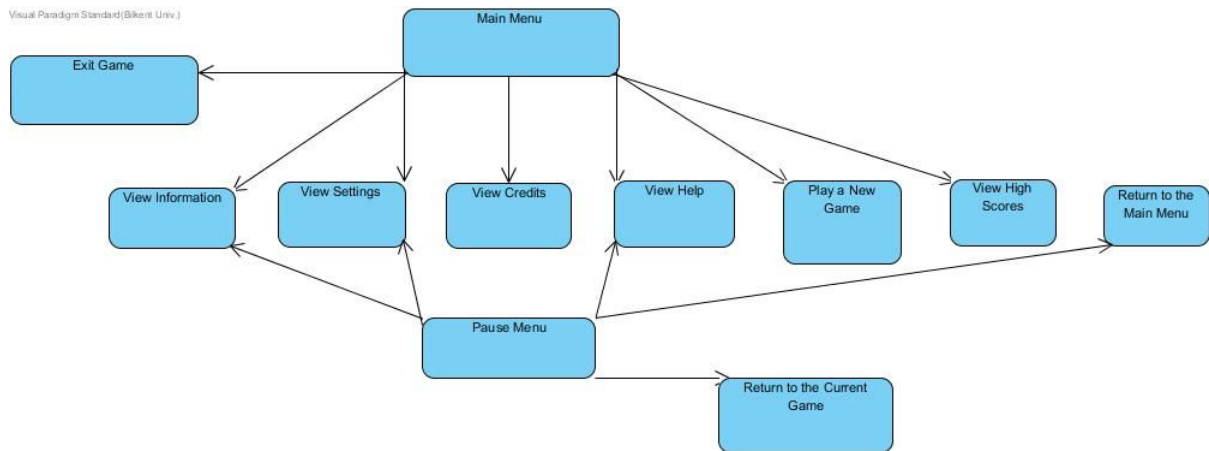 Visual Paradigm Standard(Bilkent Univ.)
Main Menu
Exit Game
View Information
View Settings
View Credits
View Help
Play a New
Game
View High
Scores
Return to the
Main Menu
Pause Menu
Return to the Current
Game